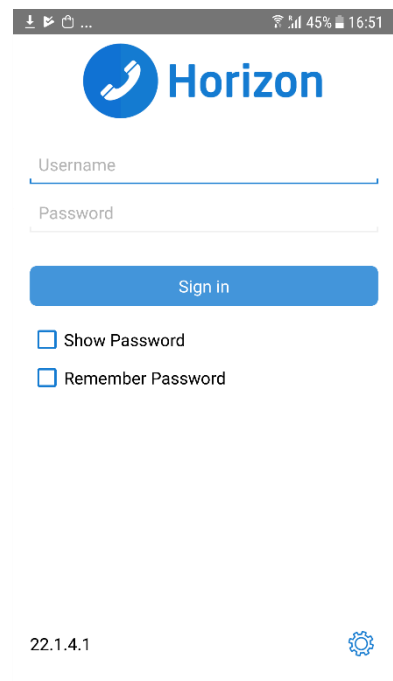 ... 45% 16:51
Horizon
Username
Password
Sign in
Show Password
Remember Password
22.1.4.1